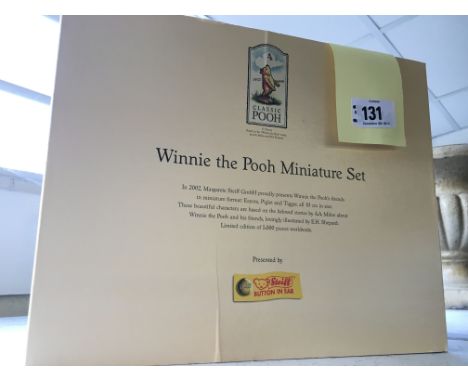 A
CLASSIC
POOH
131
Winnie the Pooh Miniature Set
In 2002, Margarete Steiff GmbH proudly presents Winnie the Pooh's friends
in miniature format: Eeyore, Piglet and Tigger, all 10 cm in size.
These beautiful characters are based on the beloved stories by A.A. Milne about
Winnie the Pooh and his friends, lovingly illustrated by E.H. Shepard.
Limited edition of pieces worldwide.
Presented by
Steiff
BUTTON IN EAR